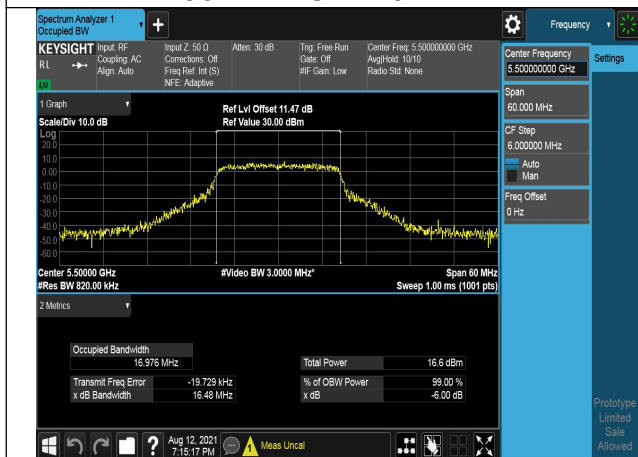 Spectrum Analyzer 1
Occupied BW
Frequency
KEYSIGHT
RL
Input: RF
Coupling: AC
Align: Auto
Input Z: 50 Ω
Corrections: Off
Freq Ref: Int (S)
NFE: Adaptive
Atten: 30 dB
Trig: Free Run
Gate: Off
#IF Gain: Low
Center Freq: 5.500000000 GHz
Avg|Hold: 10/10
Radio Std: None
Center Frequency
5.500000000 GHz
Settings
Span
60.000 MHz
CF Step
6.000000 MHz
Auto
Man
Freq Offset
0 Hz
1 Graph
Scale/Div 10.0 dB
Ref Lvl Offset 11.47 dB
Ref Value 30.00 dBm
Log
20.0
10.0
0.00
-10.0
-20.0
-30.0
-40.0
-50.0
-60.0
Center 5.50000 GHz
#Res BW 820.00 kHz
#Video BW 3.0000 MHz*
Span 60 MHz
Sweep 1.00 ms (1001 pts)
2 Metrics
Occupied Bandwidth
16.976 MHz
Total Power 16.6 dBm
Transmit Freq Error -19.729 kHz
% of OBW Power 99.00 %
x dB Bandwidth 16.48 MHz
x dB -6.00 dB
Prototype
Limited
Sale
Allowed
?
Aug 12, 2021
7:15:17 PM
1
Meas Uncal